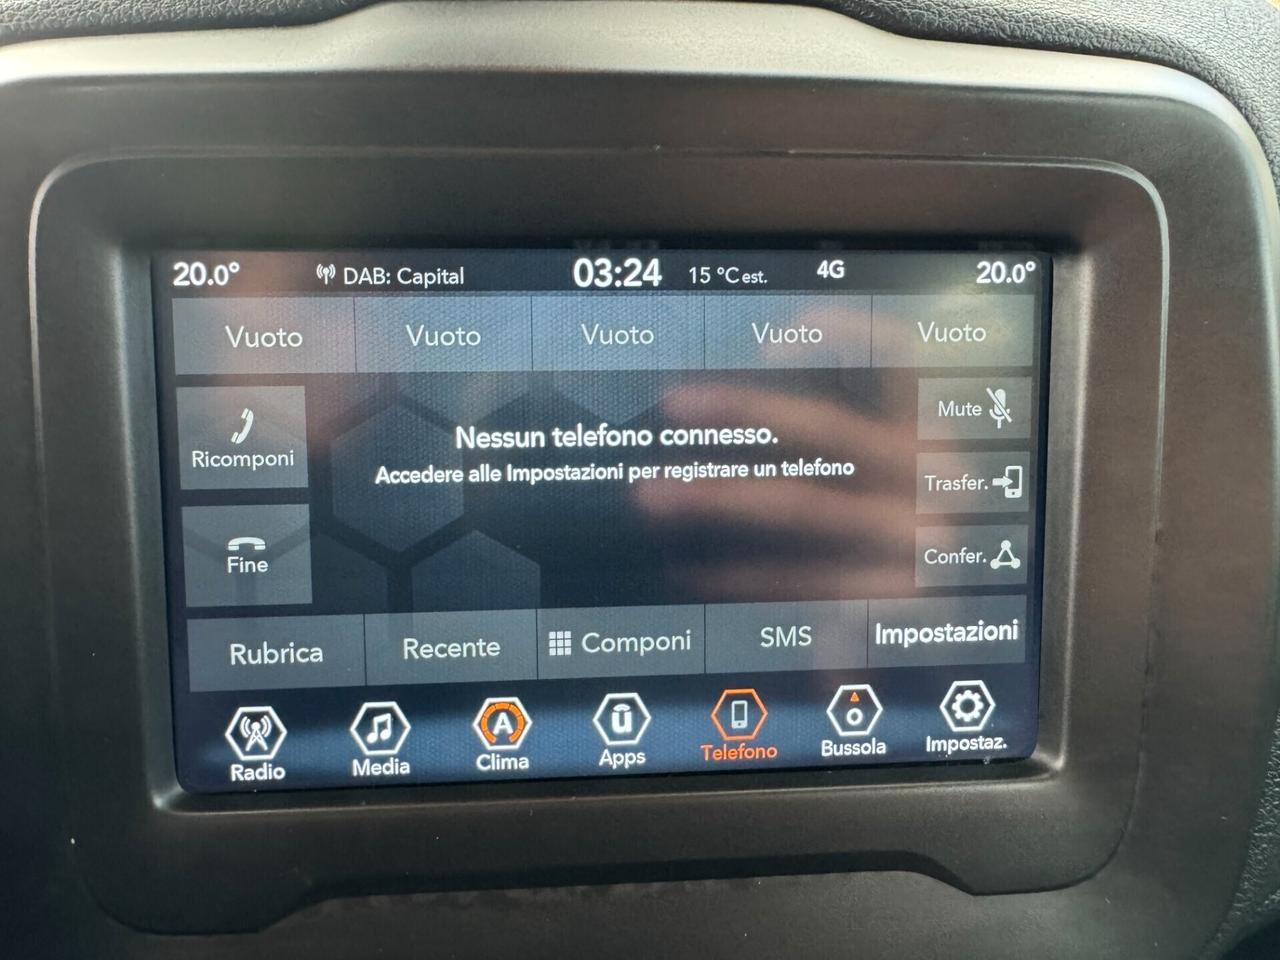 20.0° DAB: Capital 03:24 15 °C est. 4G 20.0°
Vuoto Vuoto Vuoto Vuoto Vuoto
Ricomponi
Fine
Nessun telefono connesso.
Accedere alle Impostazioni per registrare un telefono
Mute
Trasfer.
Confer.
Rubrica Recente Componi SMS Impostazioni
Radio Media Clima Apps Telefono Bussola Impostaz.